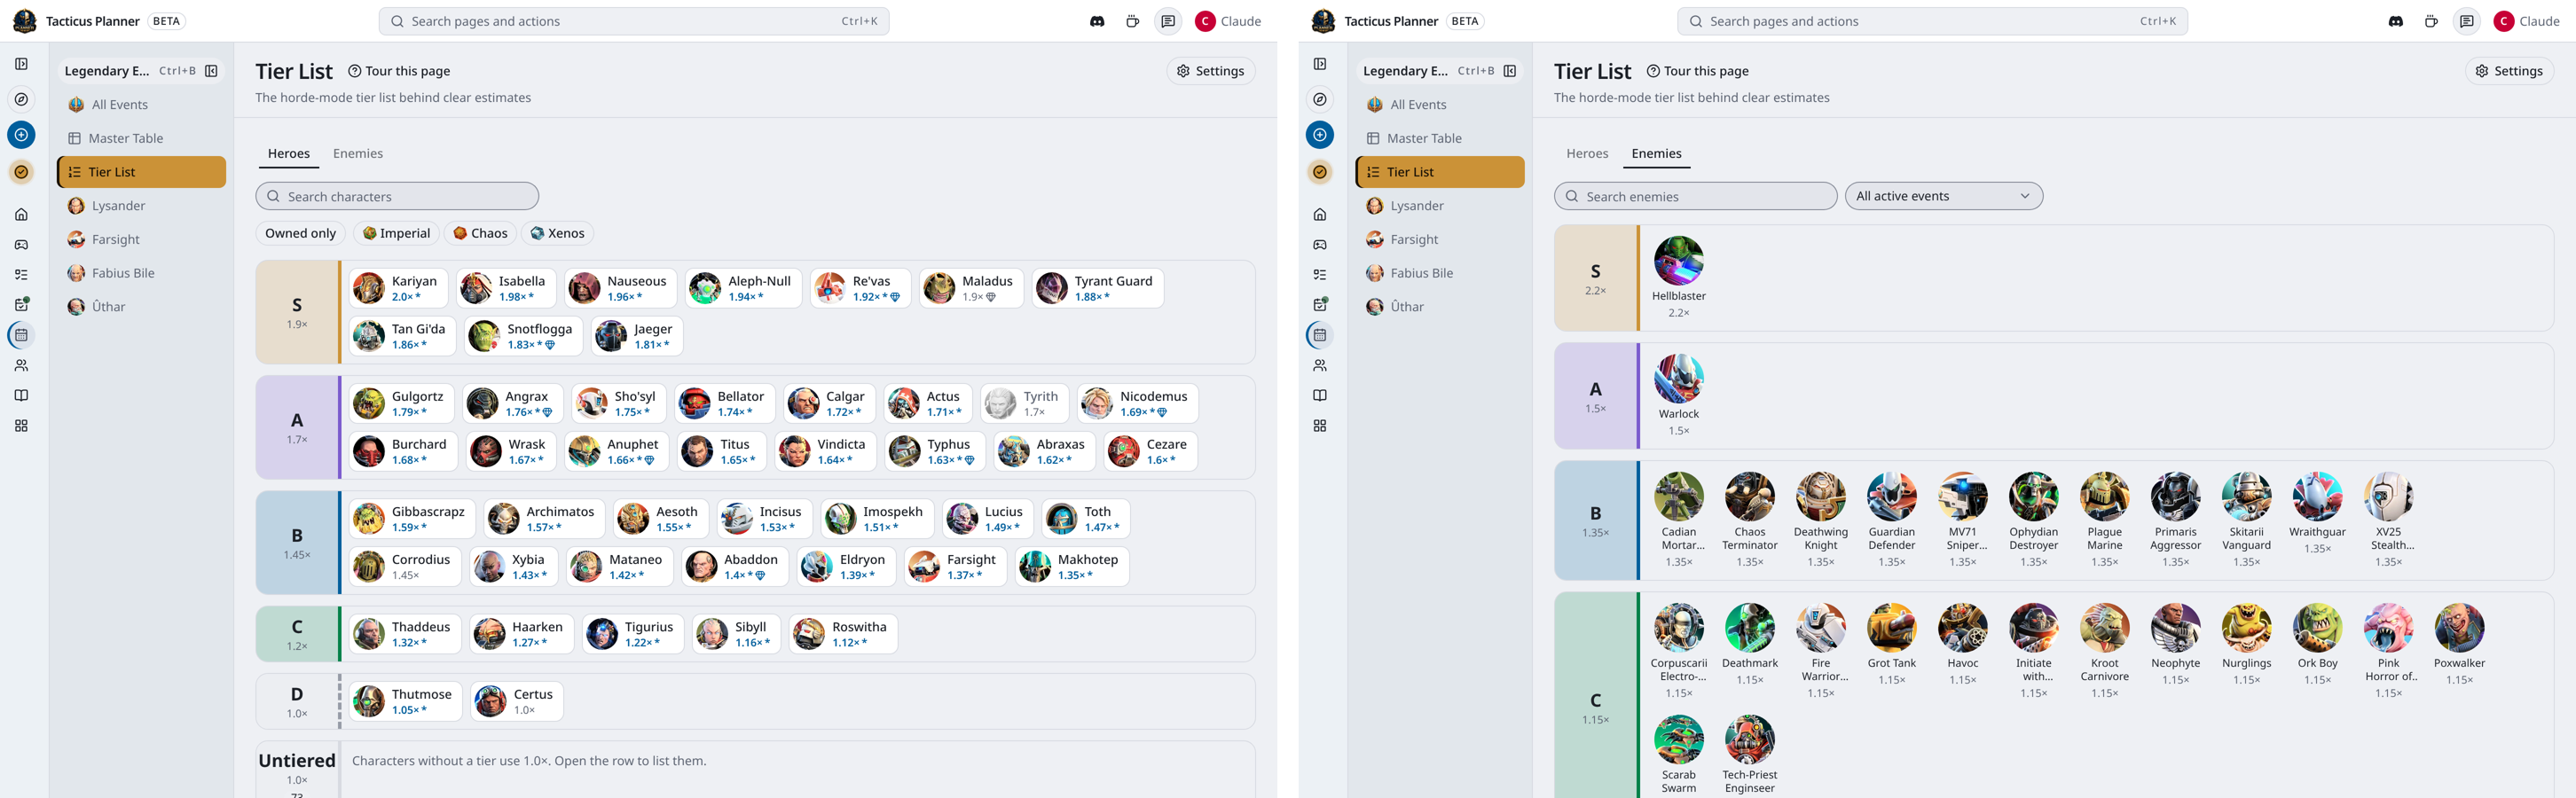 Tacticus Planner BETA
Search pages and actions Ctrl+K
C Claude
Legendary E... Ctrl+B
All Events
Master Table
Tier List
Lysander
Farsight
Fabius Bile
Ûthar
Tier List Tour this page
Settings
The horde-mode tier list behind clear estimates
Heroes Enemies
Search characters
Owned only Imperial Chaos Xenos
S
1.9×
Kariyan Isabella Nauseous Aleph-Null Re'vas Maladus Tyrant Guard
2.0× * 1.98× * 1.96× * 1.94× * 1.92× * 1.9× 1.88× *
Tan Gi'da Snotflogga Jaeger
1.86× * 1.83× * 1.81× *
A
1.7×
Gulgortz Angrax Sho'syl Bellator Calgar Actus Tyrith Nicodemus
1.79× * 1.76× * 1.75× * 1.74× * 1.72× * 1.71× * 1.7× 1.69× *
Burchard Wrask Anuphet Titus Vindicta Typhus Abraxas Cezare
1.68× * 1.67× * 1.66× * 1.65× * 1.64× * 1.63× * 1.62× * 1.6× *
B
1.45×
Gibbascrapz Archimatos Aesoth Incisus Imospekh Lucius Toth
1.59× * 1.57× * 1.55× * 1.53× * 1.51× * 1.49× * 1.47× *
Corrodius Xybia Mataneo Abaddon Eldryon Farsight Makhotep
1.45× 1.43× * 1.42× * 1.4× * 1.39× * 1.37× * 1.35× *
C
1.2×
Thaddeus Haarken Tigurius Sibyll Roswitha
1.32× * 1.27× * 1.22× * 1.16× * 1.12× *
D
1.0×
Thutmose Certus
1.05× * 1.0×
Untiered
1.0×
73
Characters without a tier use 1.0×. Open the row to list them.
Tacticus Planner BETA
Search pages and actions Ctrl+K
C Claude
Legendary E... Ctrl+B
All Events
Master Table
Tier List
Lysander
Farsight
Fabius Bile
Ûthar
Tier List Tour this page
Settings
The horde-mode tier list behind clear estimates
Heroes Enemies
Search enemies All active events
S
2.2×
Hellblaster
2.2×
A
1.5×
Warlock
1.5×
B
1.35×
Cadian Chaos Deathwing Guardian MV71 Ophydian Plague Primaris Skitarii Wraithguar XV25
Mortar... Terminator Knight Defender Sniper... Destroyer Marine Aggressor Vanguard 1.35× Stealth...
1.35× 1.35× 1.35× 1.35× 1.35× 1.35× 1.35× 1.35× 1.35× 1.35×
C
1.15×
Corpuscarii Deathmark Fire Grot Tank Havoc Initiate Kroot Neophyte Nurglings Ork Boy Pink Poxwalker
Electro-... 1.15× Warrior... 1.15× 1.15× with... Carnivore 1.15× 1.15× 1.15× Horror of.. 1.15×
1.15× 1.15× 1.15× 1.15× 1.15×
Scarab Tech-Priest
Swarm Enginseer